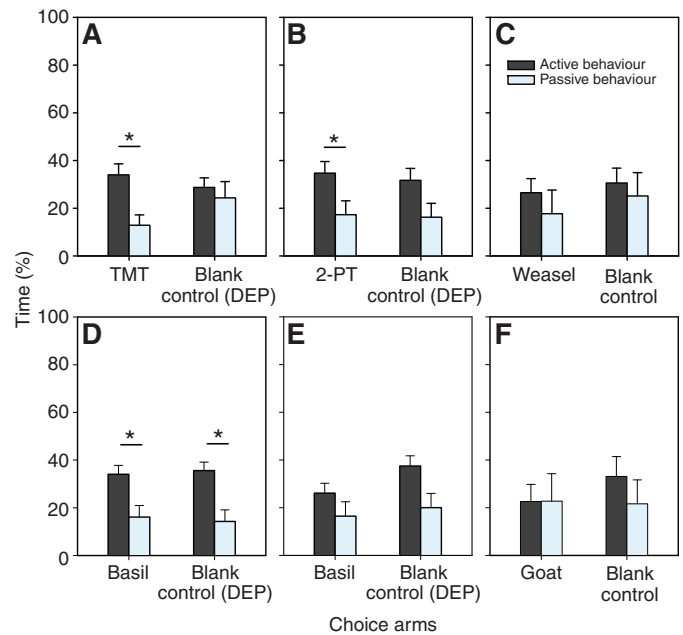 Time (%)
100
80
60
40
20
0
A
*
TMT
Blank
control (DEP)
B
*
2-PT
Blank
control (DEP)
C
Active behaviour
Passive behaviour
Weasel
Blank
control
100
80
60
40
20
0
D
*
*
Basil
Blank
control (DEP)
E
Basil
Blank
control (DEP)
F
Goat
Blank
control
Choice arms